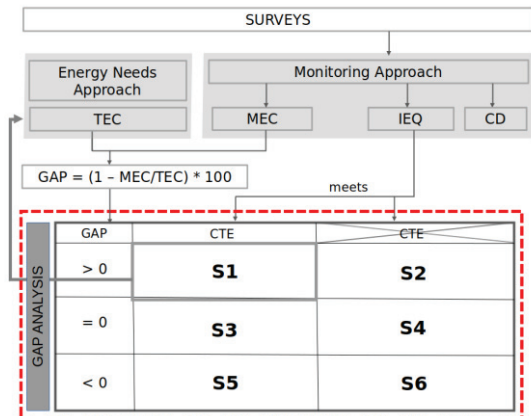 SURVEYS
Energy Needs
Approach
Monitoring Approach
TEC
MEC
IEQ
CD
GAP = (1 – MEC/TEC) * 100
meets
GAP ANALYSIS
GAP
CTE
CTE
> 0
S1
S2
= 0
S3
S4
< 0
S5
S6